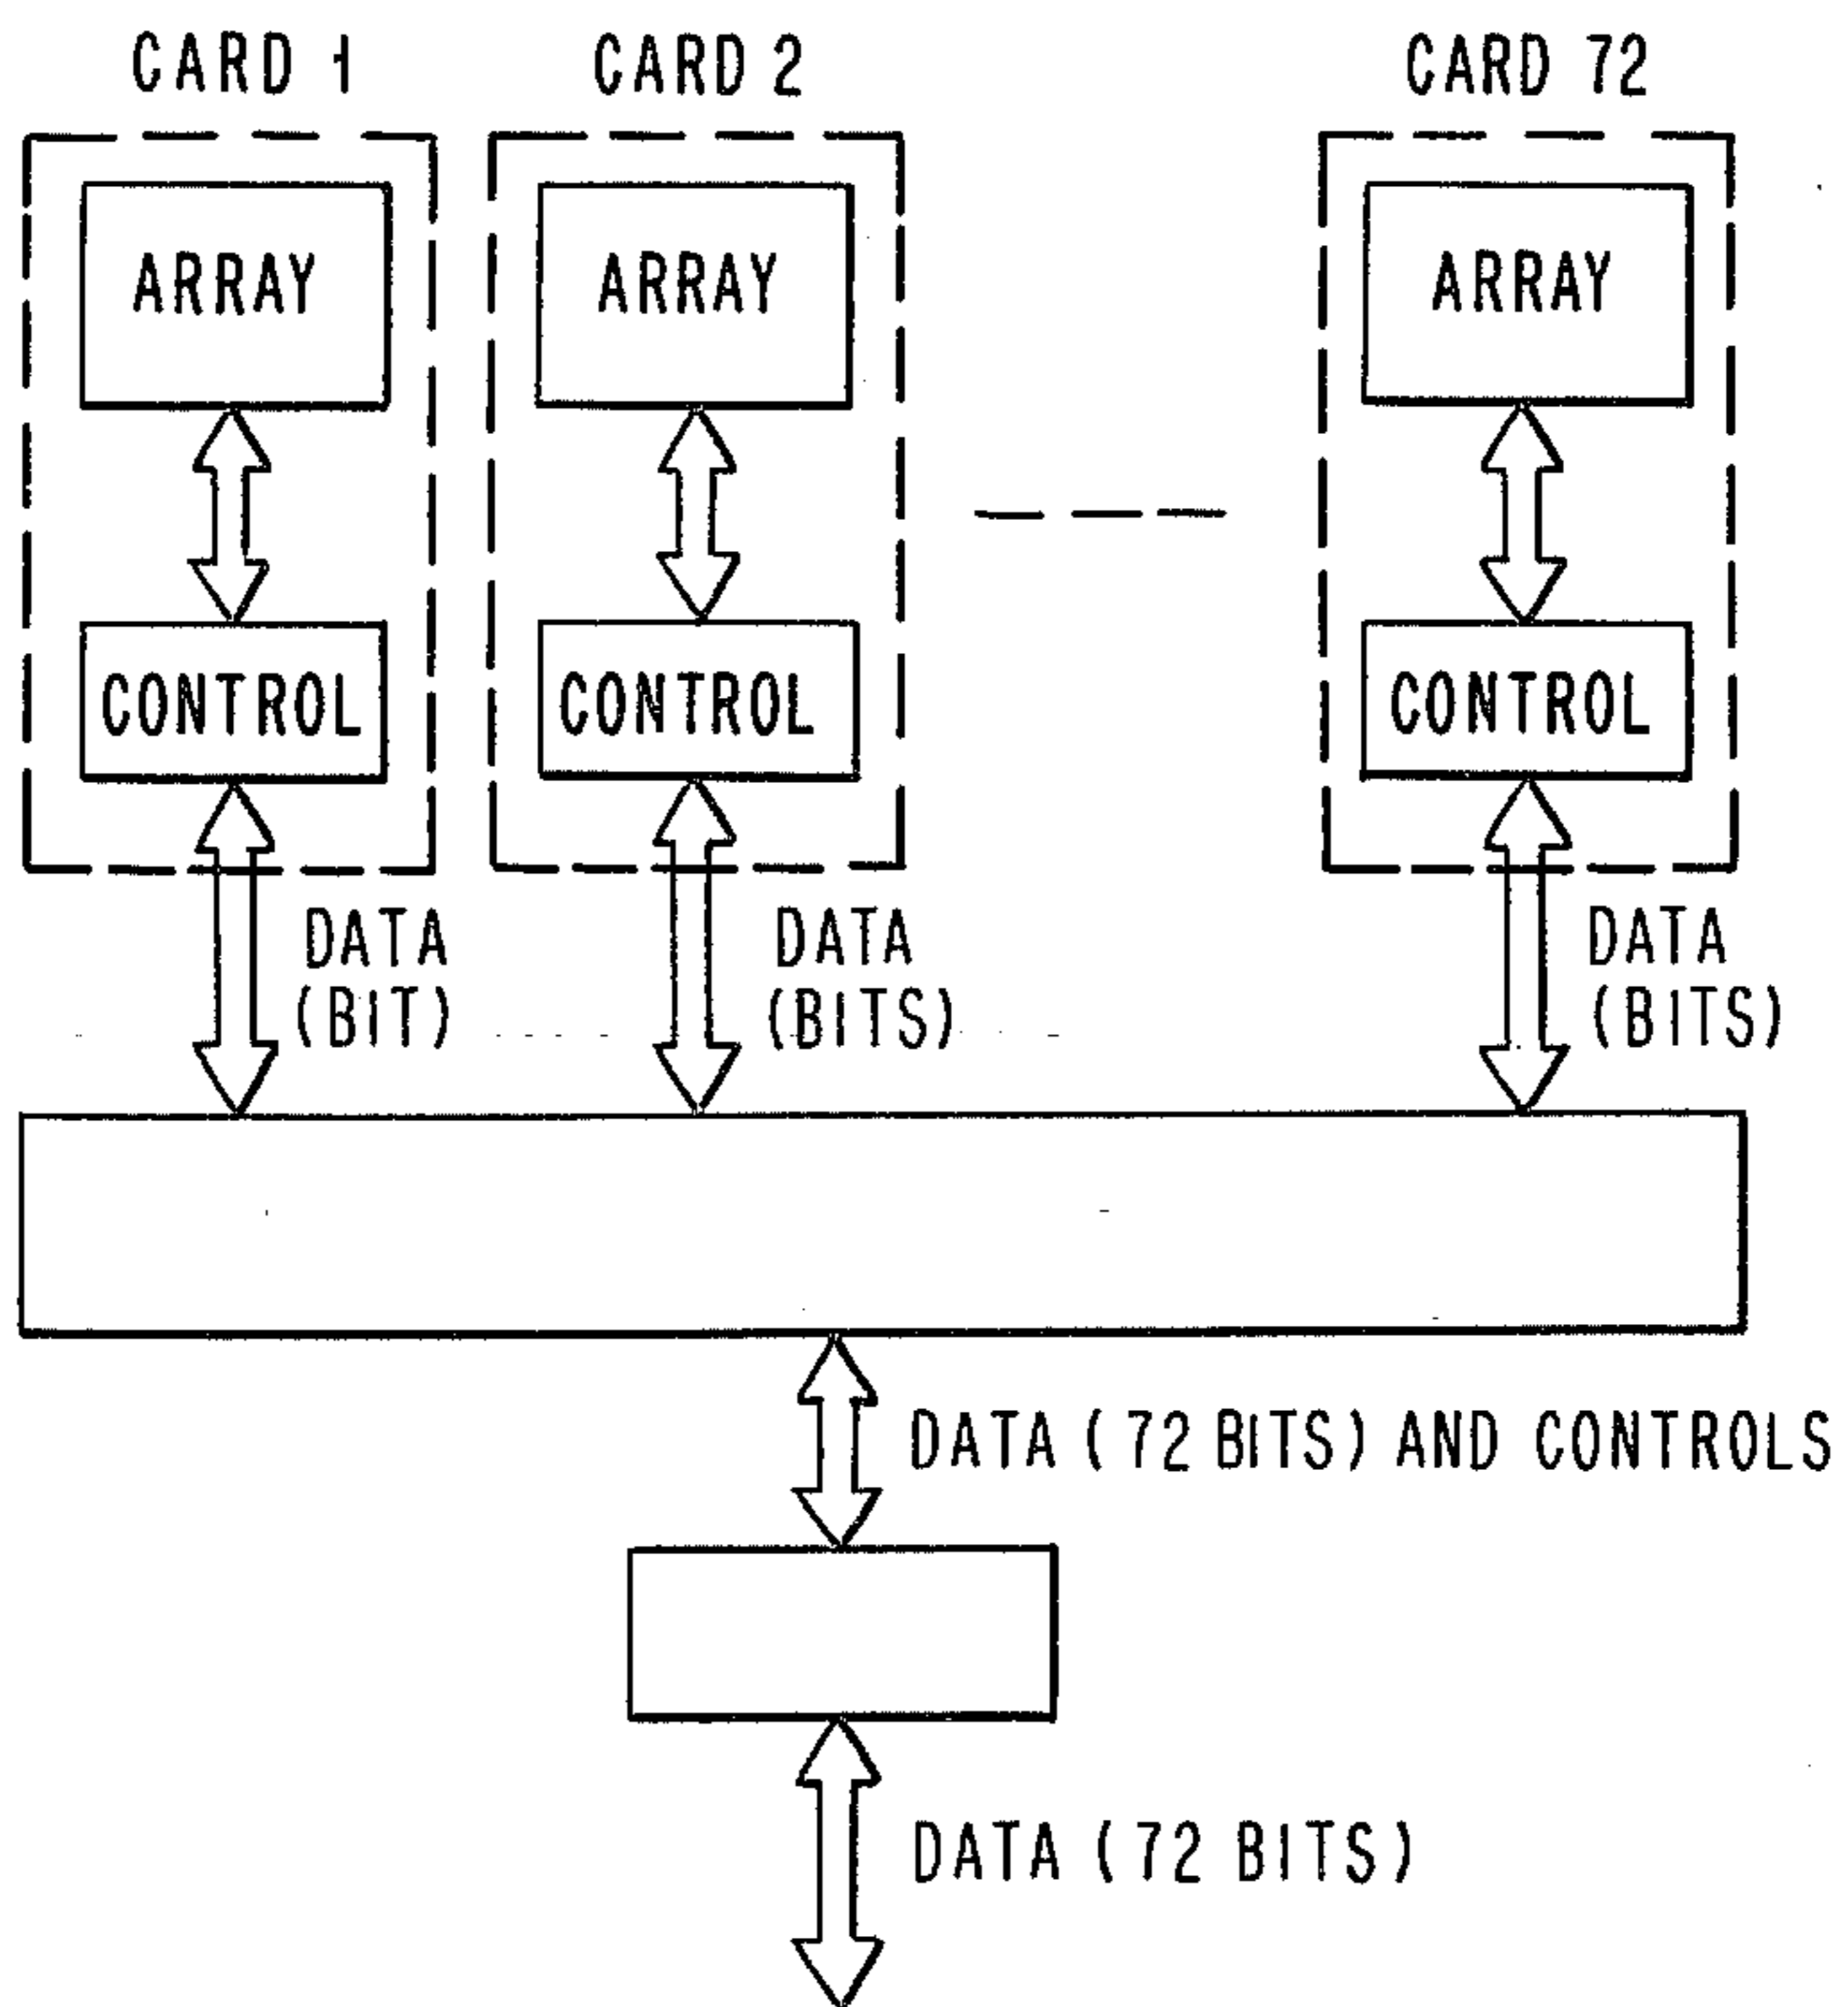 CARD 1
CARD 2
CARD 72
ARRAY
ARRAY
ARRAY
CONTROL
CONTROL
CONTROL
DATA
(BIT)
DATA
(BITS)
DATA
(BITS)
DATA (72 BITS) AND CONTROLS
DATA (72 BITS)